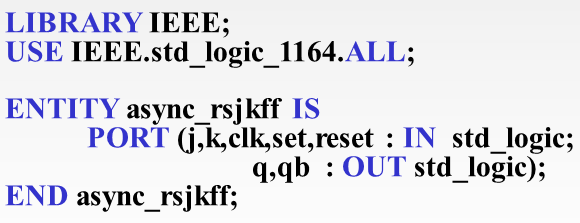 LIBRARY IEEE;
USE IEEE.std_logic_1164.ALL;
ENTITY async_rsjkff IS
PORT (j,k,clk,set,reset : IN std_logic;
q,qb : OUT std_logic);
END async_rsjkff;